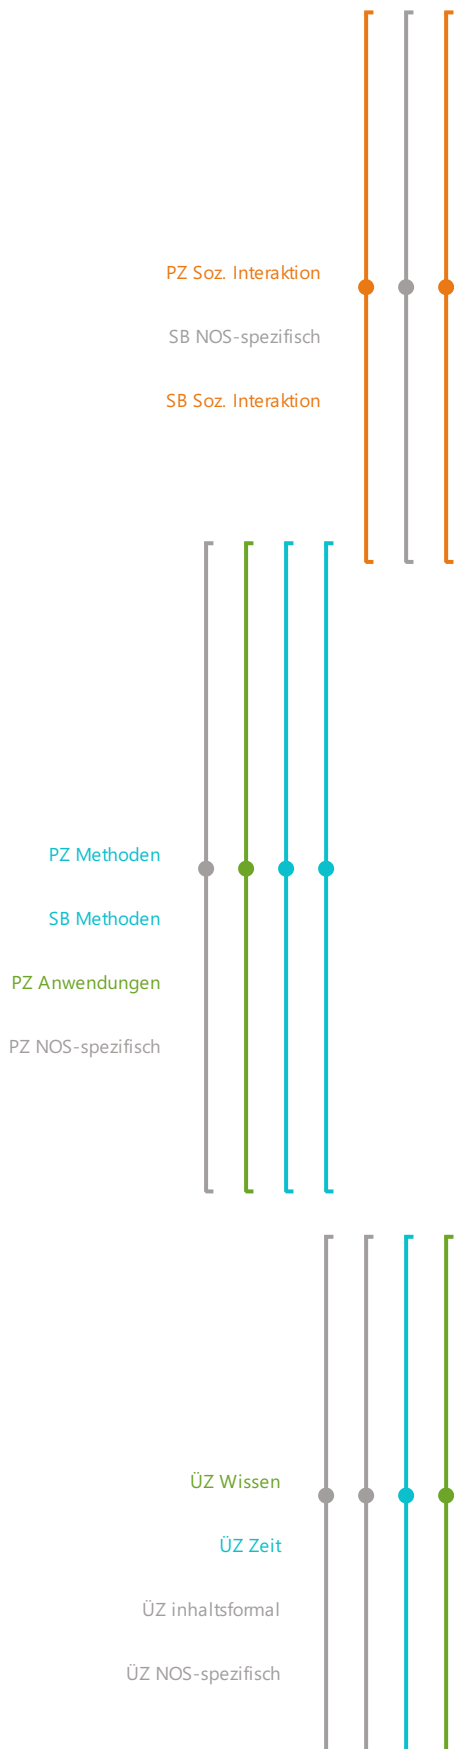 PZ Soz. Interaktion
SB NOS-spezifisch
SB Soz. Interaktion
PZ Methoden
SB Methoden
PZ Anwendungen
PZ NOS-spezifisch
ÜZ Wissen
ÜZ Zeit
ÜZ inhaltsformal
ÜZ NOS-spezifisch